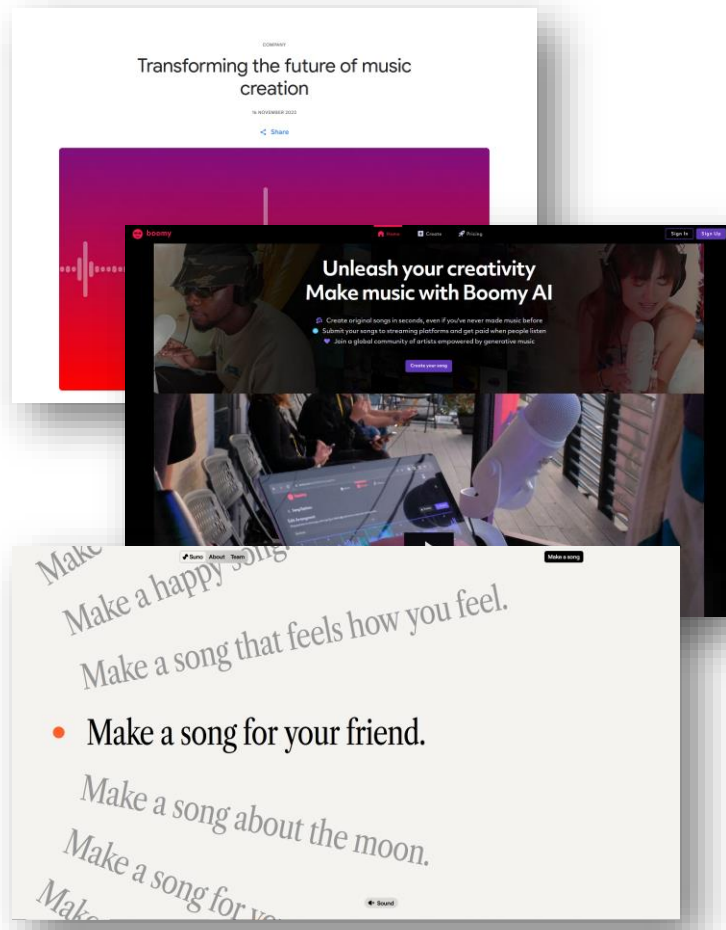 COMPANY
Transforming the future of music
creation
16 NOVEMBER 2023
Share
boomy
Home
Create
Pricing
Sign In
Sign Up
Unleash your creativity
Make music with Boomy AI
Create original songs in seconds, even if you've never made music before
Submit your songs to streaming platforms and get paid when people listen
Join a global community of artists empowered by generative music
Create your song
boomy
Suno
About
Team
Make a song
Make
Make a happy song
Make a song that feels how you feel.
Make a song for your friend.
Make a song about the moon.
Make a song for
Make
Sound